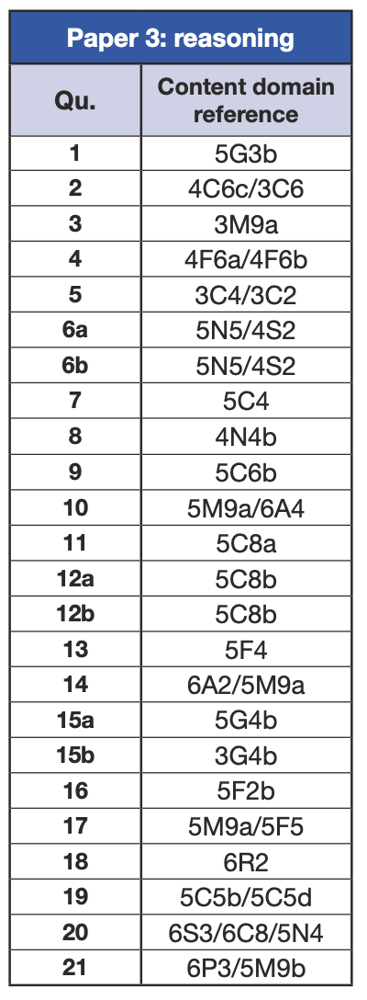 Paper 3: reasoning
Qu. Content domain
reference
1 5G3b
2 4C6c/3C6
3 3M9a
4 4F6a/4F6b
5 3C4/3C2
6a 5N5/4S2
6b 5N5/4S2
7 5C4
8 4N4b
9 5C6b
10 5M9a/6A4
11 5C8a
12a 5C8b
12b 5C8b
13 5F4
14 6A2/5M9a
15a 5G4b
15b 3G4b
16 5F2b
17 5M9a/5F5
18 6R2
19 5C5b/5C5d
20 6S3/6C8/5N4
21 6P3/5M9b